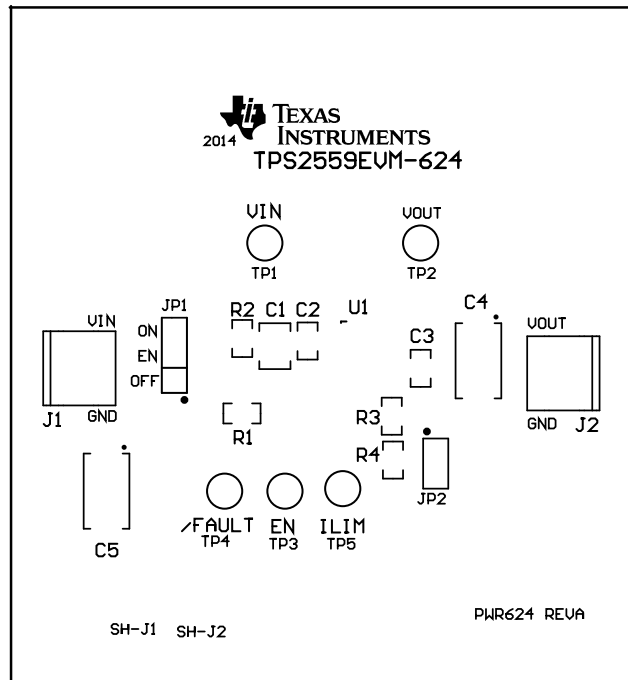 TEXAS
INSTRUMENTS
2014
TPS2559EVM-624
VIN
VOUT
TP1
TP2
JP1
R2
C1
C2
U1
C4
VIN
ON
VOUT
C3
EN
OFF
J1
GND
R3
GND
J2
R1
R4
JP2
/FAULT
EN
ILIM
TP4
TP3
TP5
C5
PWR624 REVA
SH-J1
SH-J2